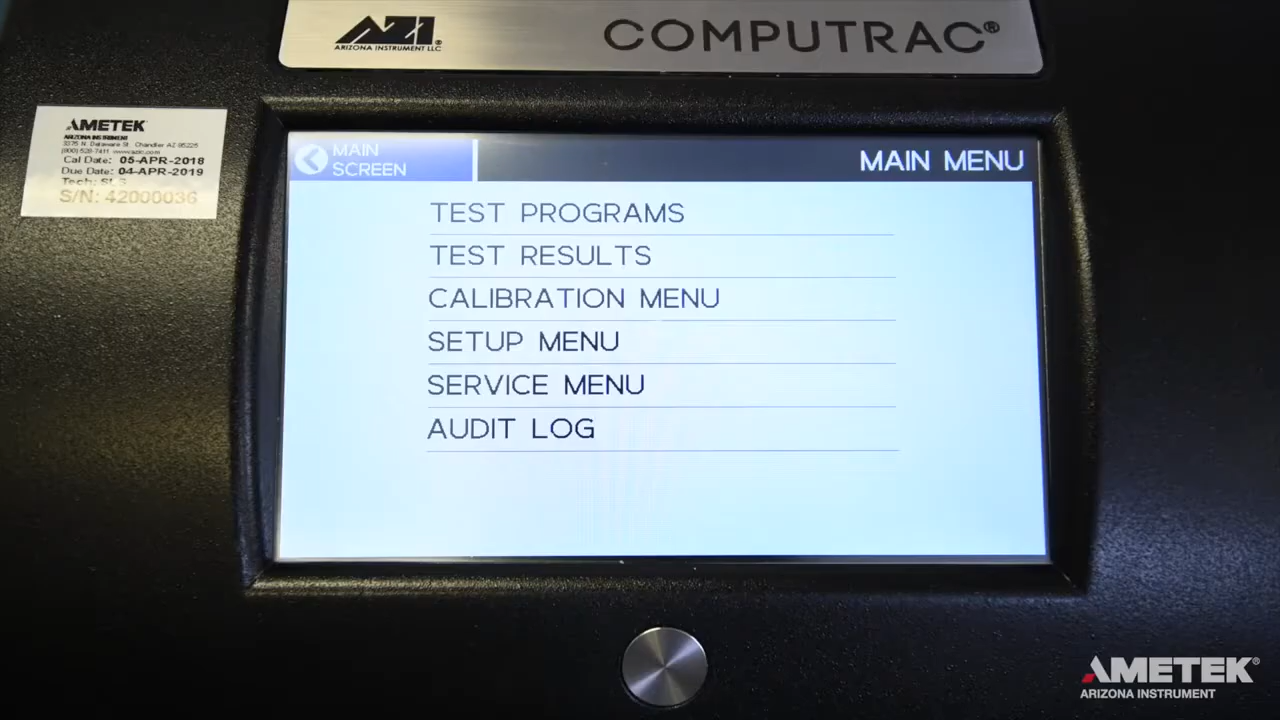 AZI®
ARIZONA INSTRUMENT LLC
COMPUTRAC®
AMETEK
ARIZONA INSTRUMENT
3375 N. Delaware St., Chandler AZ 85225
(800) 528-7411 www.azic.com
Cal Date: 05-APR-2018
Due Date: 04-APR-2019
Tech: SLS
S/N: 42000036
MAIN
SCREEN
MAIN MENU
TEST PROGRAMS
TEST RESULTS
CALIBRATION MENU
SETUP MENU
SERVICE MENU
AUDIT LOG
AMETEK®
ARIZONA INSTRUMENT